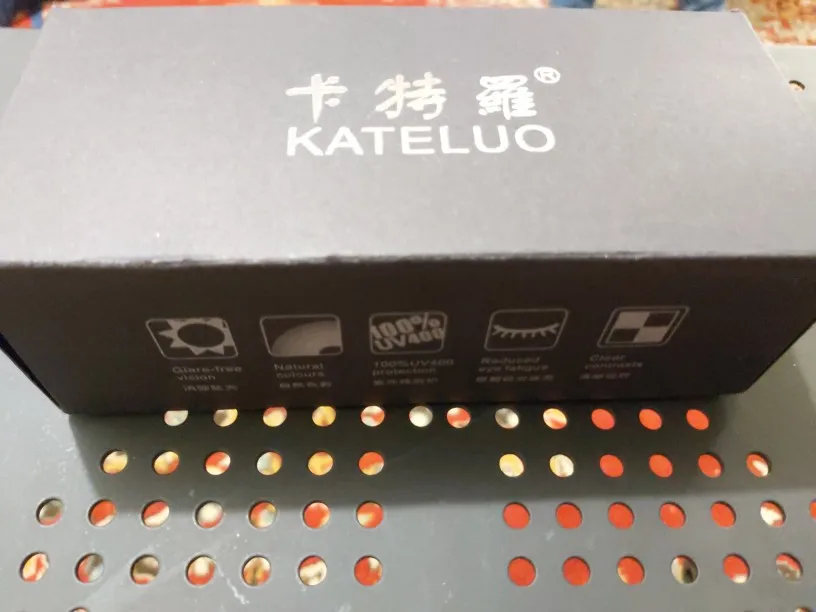 卡特羅®
KATELUO
100%
UV400
Glare-free
vision
Natural
colours
100%UV400
protection
Reduced
eye fatigue
Clear
contrasts